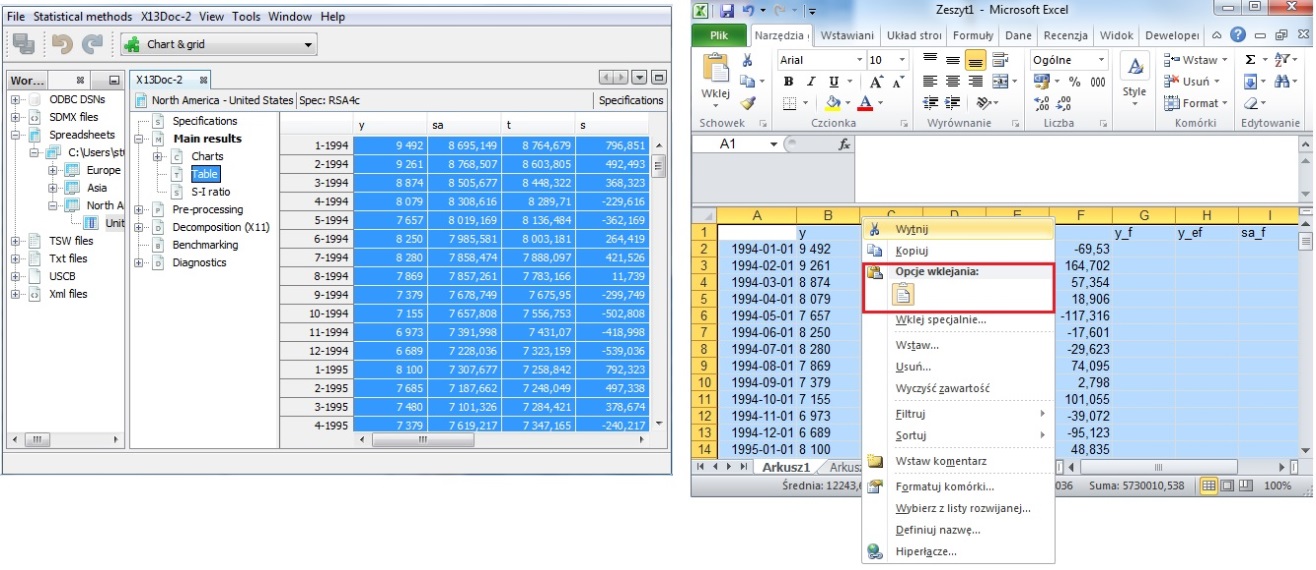 File Statistical methods X13Doc-2 View Tools Window Help
Chart & grid
Wor...
ODBC DSNs
SDMX files
Spreadsheets
C:\Users\st
Europe
Asia
North A
Unit
TSW files
Txt files
USCB
Xml files
X13Doc-2
North America - United States Spec: RSA4c Specifications
Specifications
Main results
Charts
Table
S-I ratio
Pre-processing
Decomposition (X11)
Benchmarking
Diagnostics
y sa t s
1-1994 9 492 8 695,149 8 764,679 796,851
2-1994 9 261 8 768,507 8 603,805 492,493
3-1994 8 874 8 505,677 8 448,322 368,323
4-1994 8 079 8 308,616 8 289,71 -229,616
5-1994 7 657 8 019,169 8 136,484 -362,169
6-1994 8 250 7 985,581 8 003,181 264,419
7-1994 8 280 7 858,474 7 888,097 421,526
8-1994 7 869 7 857,261 7 783,166 11,739
9-1994 7 379 7 678,749 7 675,95 -299,749
10-1994 7 155 7 657,808 7 556,753 -502,808
11-1994 6 973 7 391,998 7 431,07 -418,998
12-1994 6 689 7 228,036 7 323,159 -539,036
1-1995 8 100 7 307,677 7 258,842 792,323
2-1995 7 685 7 187,662 7 248,049 497,338
3-1995 7 480 7 101,326 7 284,421 378,674
4-1995 7 379 7 619,217 7 347,165 -240,217
Zeszyt1 - Microsoft Excel
Plik Narzędzia Wstawiani Układ stroi Formuły Dane Recenzja Widok Deweloper
Wklej
Arial 10
B I U A A
Ogólne
% 000
Style
Wstaw
Usuń
Format
Σ
Schowek Czcionka Wyrównanie Liczba Komórki Edytowanie
A1 fx
A B C D E F G H I
1 y y_f y_ef sa_f
2 1994-01-01 9 492 -69,53
3 1994-02-01 9 261 164,702
4 1994-03-01 8 874 57,354
5 1994-04-01 8 079 18,906
6 1994-05-01 7 657 -117,316
7 1994-06-01 8 250 -17,601
8 1994-07-01 8 280 -29,623
9 1994-08-01 7 869 74,095
10 1994-09-01 7 379 2,798
11 1994-10-01 7 155 101,055
12 1994-11-01 6 973 -39,072
13 1994-12-01 6 689 -95,123
14 1995-01-01 8 100 48,835
Wytnij
Kopiuj
Opcje wklejania:
Wklej specjalnie...
Wstaw...
Usuń...
Wyczyść zawartość
Filtruj
Sortuj
Wstaw komentarz
Formatuj komórki...
Wybierz z listy rozwijanej...
Definiuj nazwę...
Hiperłącze...
Arkusz1 Arkus
Średnia: 12243, 036 Suma: 5730010,538 100%